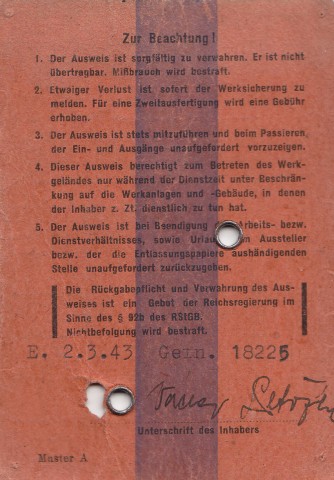 Zur Beachtung!
1. Der Ausweis ist sorgfältig zu verwahren. Er ist nicht
übertragbar. Mißbrauch wird bestraft.
2. Etwaiger Verlust ist sofort der Werksicherung zu
melden. Für eine Zweitausfertigung wird eine Gebühr
erhoben.
3. Der Ausweis ist stets mitzuführen und beim Passieren
der Ein- und Ausgänge unaufgefordert vorzuzeigen.
4. Dieser Ausweis berechtigt zum Betreten des Werk-
geländes nur während der Dienstzeit unter Beschrän-
kung auf die Werkanlagen und -Gebäude, in denen
der Inhaber z. Zt. dienstlich zu tun hat.
5. Der Ausweis ist bei Beendigung Arbeits- bezw.
Dienstverhältnisses, sowie Aussteller
bezw. der die Entlassungspapiere aushändigenden
Stelle unaufgefordert zurückzugeben.
Die Rückgabepflicht und Verwahrung des Aus-
weises ist ein Gebot der Reichsregierung im
Sinne des § 92b des RStGB.
Nichtbefolgung wird bestraft.
E. 2.3.43 Gem. 18225
Unterschrift des Inhabers
Muster A